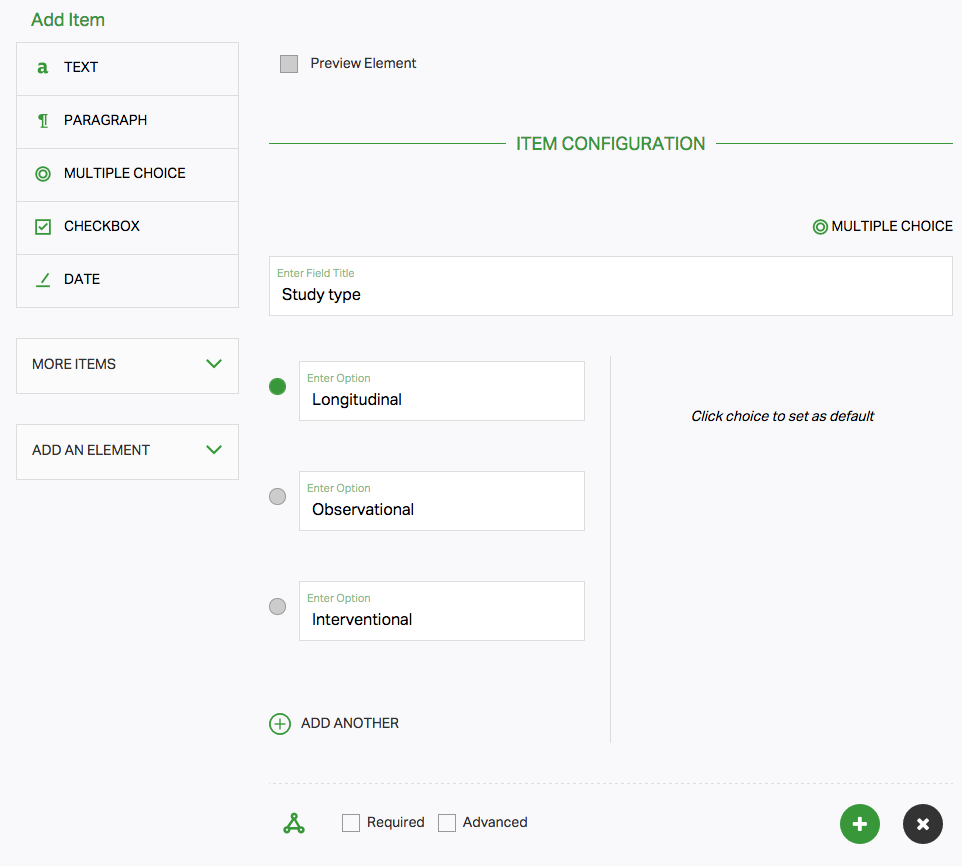 Add Item
TEXT
PARAGRAPH
MULTIPLE CHOICE
CHECKBOX
DATE
MORE ITEMS
ADD AN ELEMENT
Preview Element
ITEM CONFIGURATION
MULTIPLE CHOICE
Enter Field Title
Study type
Enter Option
Longitudinal
Click choice to set as default
Enter Option
Observational
Enter Option
Interventional
ADD ANOTHER
Required Advanced